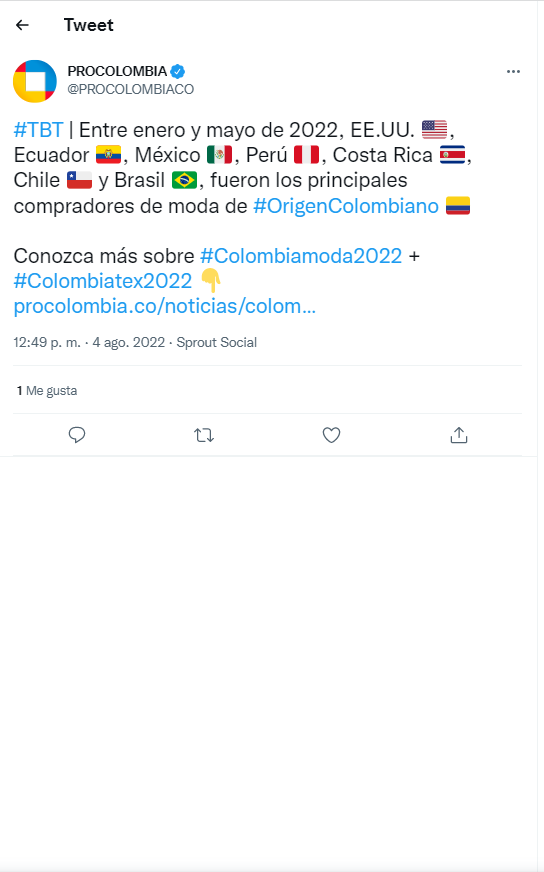 Tweet
PROCOLOMBIA
@PROCOLOMBIACO
#TBT | Entre enero y mayo de 2022, EE.UU. 🇺🇸,
Ecuador 🇪🇨, México 🇲🇽, Perú 🇵🇪, Costa Rica 🇨🇷,
Chile 🇨🇱 y Brasil 🇧🇷, fueron los principales
compradores de moda de #OrigenColombiano 🇨🇴
Conozca más sobre #Colombiamoda2022 +
#Colombiatex2022 👇
procolombia.co/noticias/colom...
12:49 p. m. · 4 ago. 2022 · Sprout Social
1 Me gusta